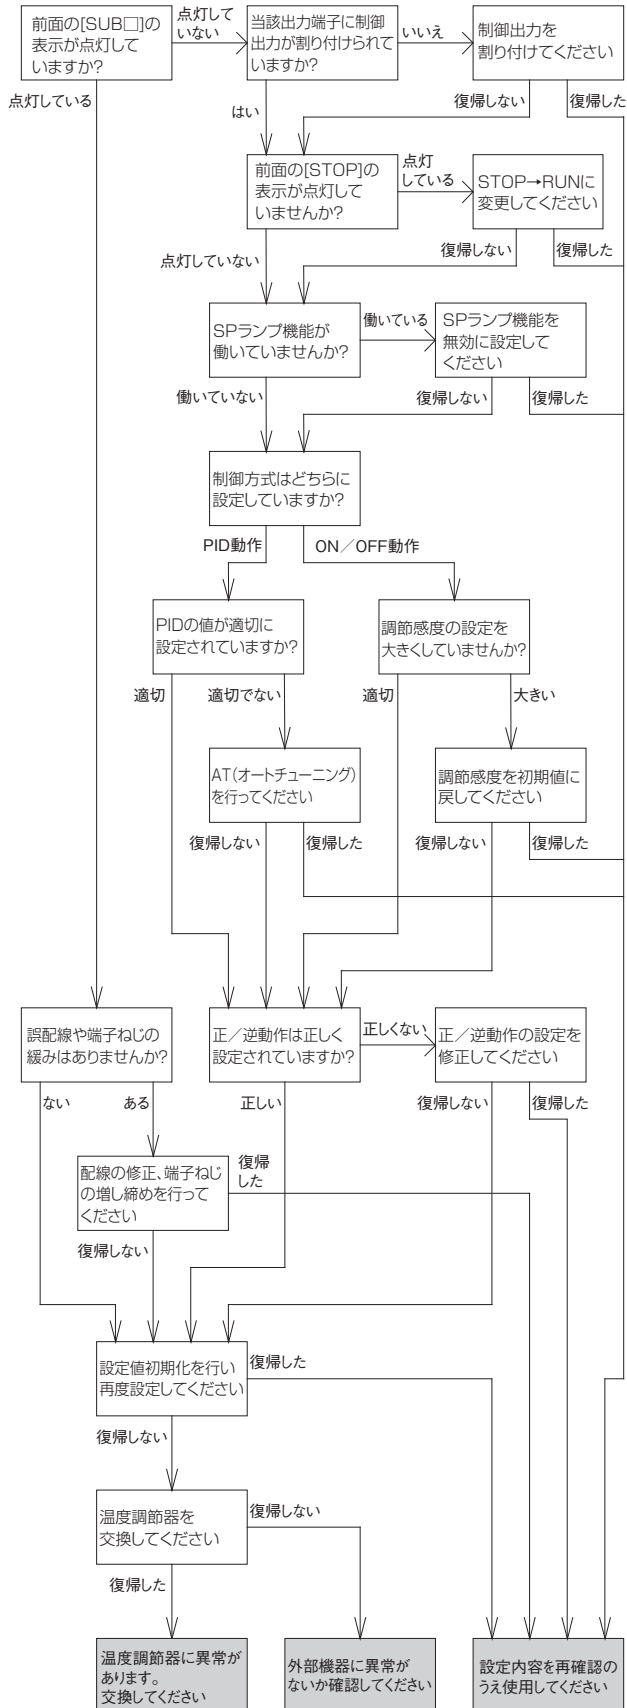 前面の[SUB□]の
表示が点灯して
いますか?
点灯して
いない
当該出力端子に制御
出力が割り付けられて
いますか?
いいえ
制御出力を
割り付けてください
点灯している
はい
復帰しない
復帰した
前面の[STOP]の
表示が点灯して
いませんか?
点灯
している
STOP→RUNに
変更してください
点灯していない
復帰しない
復帰した
SPランプ機能が
働いていませんか?
働いている
SPランプ機能を
無効に設定して
ください
働いていない
復帰しない
復帰した
制御方式はどちらに
設定していますか?
PID動作
ON/OFF動作
PIDの値が適切に
設定されていますか?
調節感度の設定を
大きくしていませんか?
適切
適切でない
適切
大きい
AT(オートチューニング)
を行ってください
調節感度を初期値に
戻してください
復帰しない
復帰した
復帰しない
復帰した
誤配線や端子ねじの
緩みはありませんか?
正/逆動作は正しく
設定されていますか?
正しくない
正/逆動作の設定を
修正してください
ない
ある
正しい
復帰しない
復帰した
配線の修正、端子ねじ
の増し締めを行って
ください
復帰
した
復帰しない
設定値初期化を行い
再度設定してください
復帰した
復帰しない
温度調節器を
交換してください
復帰しない
復帰した
温度調節器に異常が
あります。
交換してください
外部機器に異常が
ないか確認してください
設定内容を再確認の
うえ使用してください